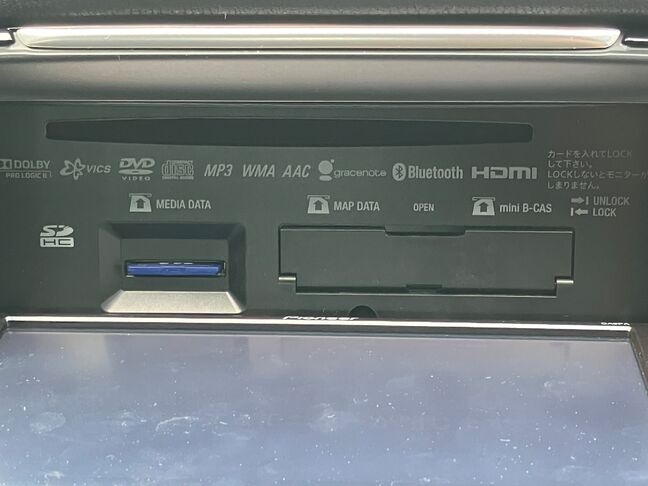 DOLBY
PRO LOGIC II
VICS
DVD
VIDEO
COMPACT
disc
DIGITAL AUDIO
MP3
WMA
AAC
gracenote
Bluetooth
HDMI
カードを入れてLOCK
して下さい。
LOCKしないとモニターが
しまりません。
MEDIA DATA
MAP DATA
OPEN
mini B-CAS
UNLOCK
LOCK
SD
HC
Pioneer